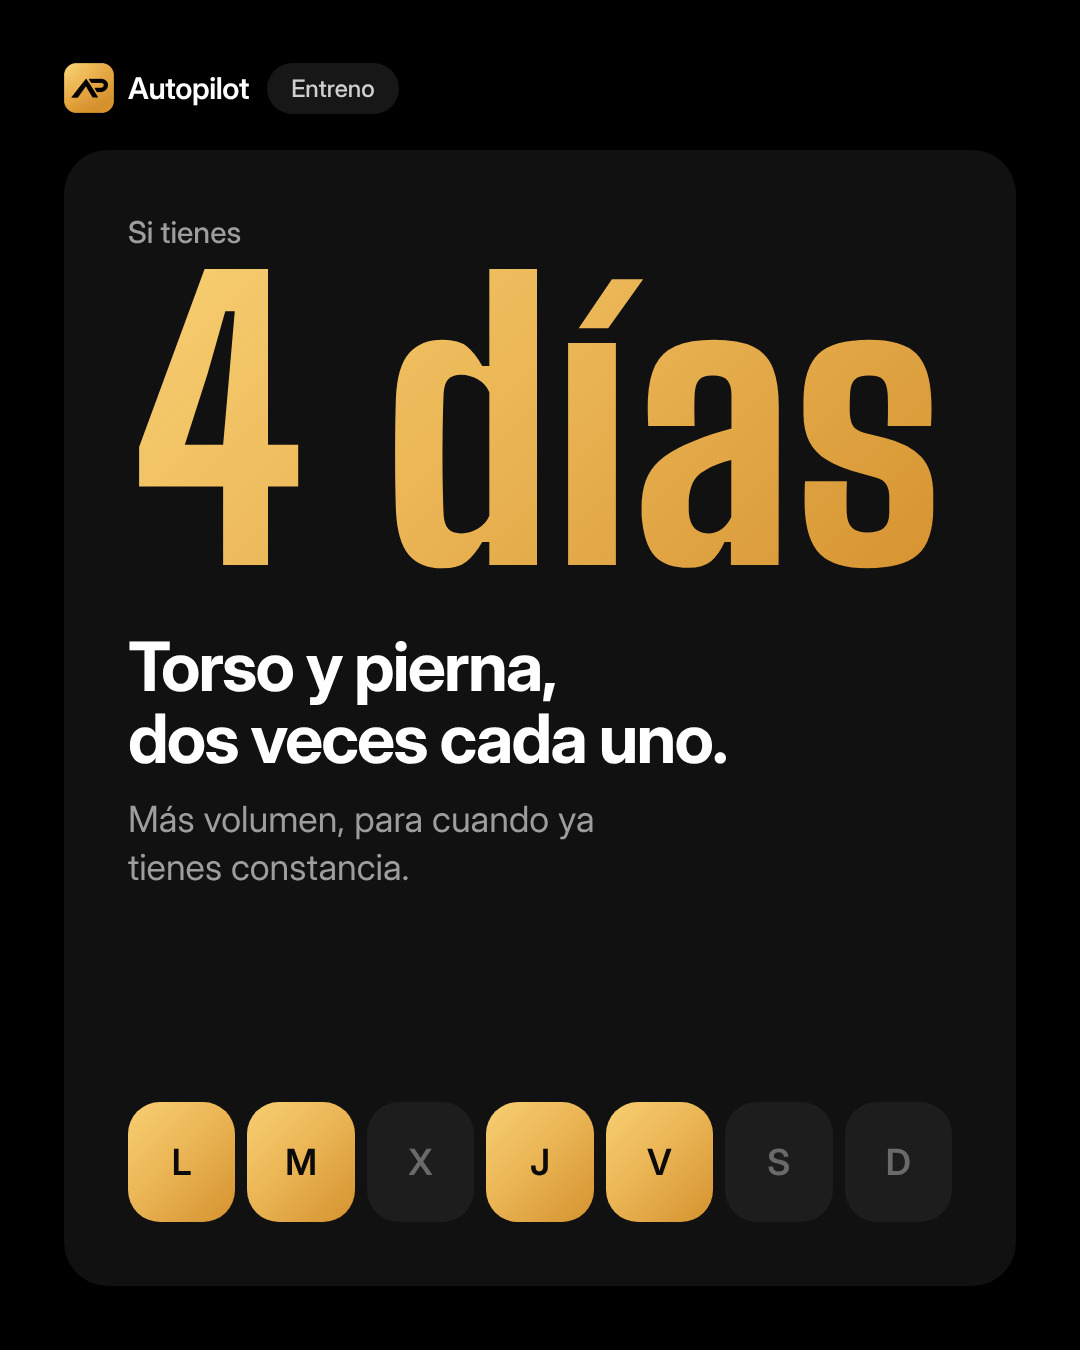 AP Autopilot Entreno
Si tienes
4 días
Torso y pierna,
dos veces cada uno.
Más volumen, para cuando ya
tienes constancia.
L M X J V S D